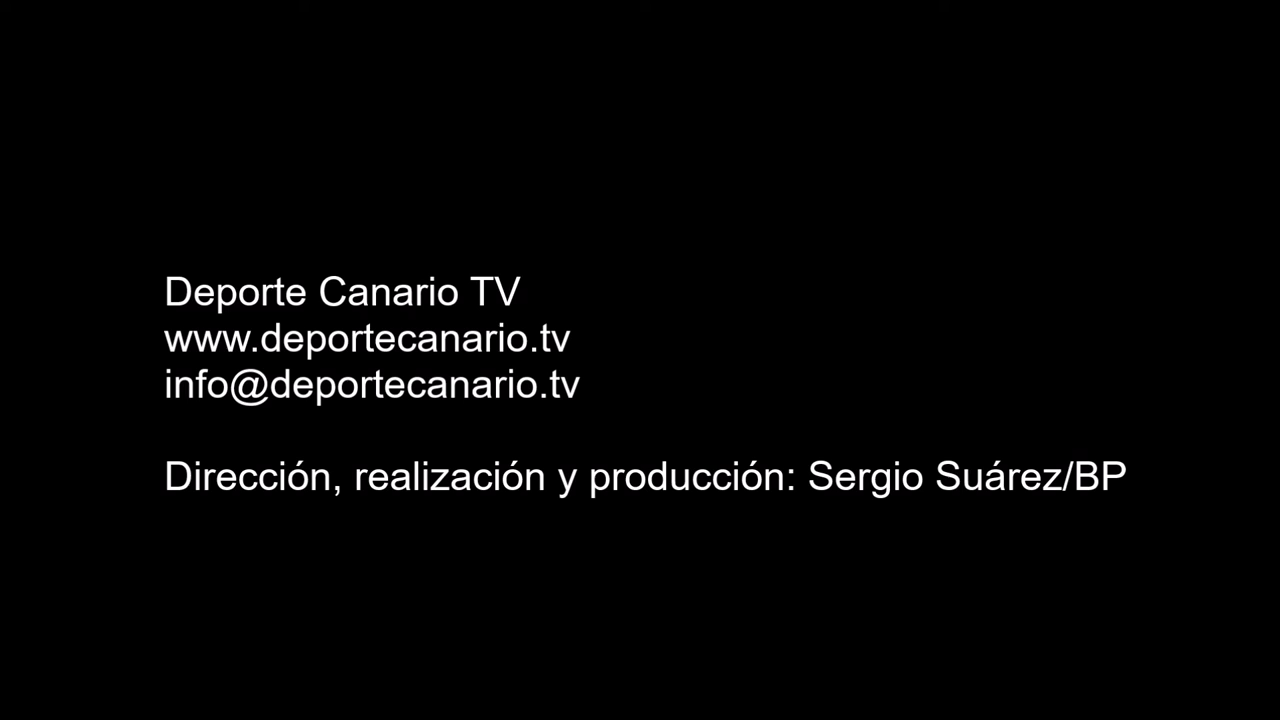 Deporte Canario TV
www.deportecanario.tv
info@deportecanario.tv
Dirección, realización y producción: Sergio Suárez/BP